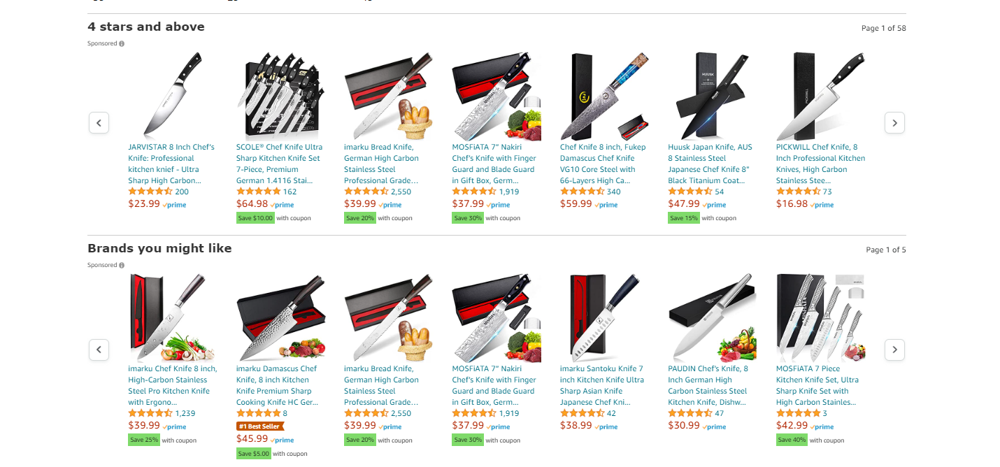 4 stars and above
Page 1 of 58
Sponsored
JARVISTAR 8 Inch Chef's
Knife: Professional
kitchen knief - Ultra
Sharp High Carbon...
200
$23.99 prime
SCOLE® Chef Knife Ultra
Sharp Kitchen Knife Set
7-Piece, Premium
German 1.4116 Stai...
162
$64.98 prime
Save $10.00 with coupon
imarku Bread Knife,
German High Carbon
Stainless Steel
Professional Grade...
2,550
$39.99 prime
Save 20% with coupon
MOSFiATA 7” Nakiri
Chef's Knife with Finger
Guard and Blade Guard
in Gift Box, Germ...
1,919
$37.99 prime
Save 30% with coupon
Chef Knife 8 inch, Fukep
Damascus Chef Knife
VG10 Core Steel with
66-Layers High Ca...
340
$59.99 prime
HUUSK
Huusk Japan Knife, AUS
8 Stainless Steel
Japanese Chef Knife 8"
Black Titanium Coat...
54
$47.99 prime
Save 15% with coupon
PICKWILL
PICKWILL Chef Knife, 8
Inch Professional Kitchen
Knives, High Carbon
Stainless Stee...
73
$16.98 prime
Brands you might like
Page 1 of 5
Sponsored
imarku Chef Knife 8 inch,
High-Carbon Stainless
Steel Pro Kitchen Knife
with Ergono...
1,239
$39.99 prime
Save 25% with coupon
imarku Damascus Chef
Knife, 8 inch Kitchen
Knife Premium Sharp
Cooking Knife HC Ger...
8
#1 Best Seller
$45.99 prime
Save $5.00 with coupon
imarku Bread Knife,
German High Carbon
Stainless Steel
Professional Grade...
2,550
$39.99 prime
Save 20% with coupon
MOSFiATA 7” Nakiri
Chef's Knife with Finger
Guard and Blade Guard
in Gift Box, Germ...
1,919
$37.99 prime
Save 30% with coupon
imarku Santoku Knife 7
inch Kitchen Knife Ultra
Sharp Asian Knife
Japanese Chef Kni...
42
$38.99 prime
PAUDIN Chef's Knife, 8
Inch German High
Carbon Stainless Steel
Kitchen Knife, Dishw...
47
$30.99 prime
MOSFiATA 7 Piece
Kitchen Knife Set, Ultra
Sharp Knife Set with
High Carbon Stainles...
3
$42.99 prime
Save 40% with coupon